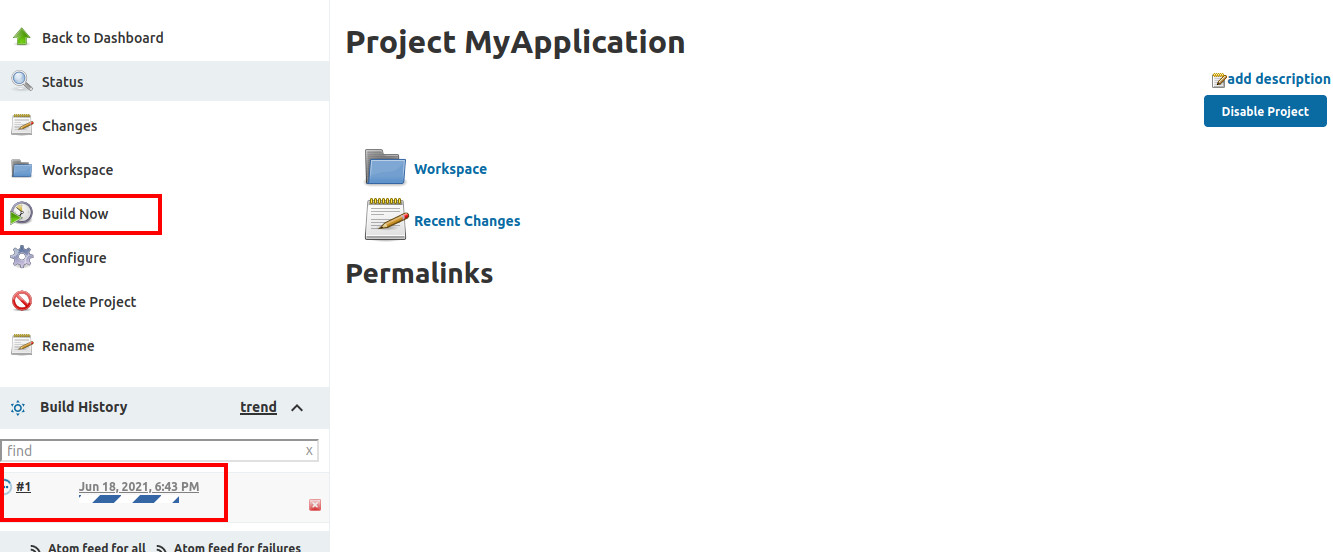 Back to Dashboard
Status
Changes
Workspace
Build Now
Configure
Delete Project
Rename
Build History trend
find x
#1 Jun 18, 2021, 6:43 PM
Atom feed for all Atom feed for failures
Project MyApplication
add description
Disable Project
Workspace
Recent Changes
Permalinks